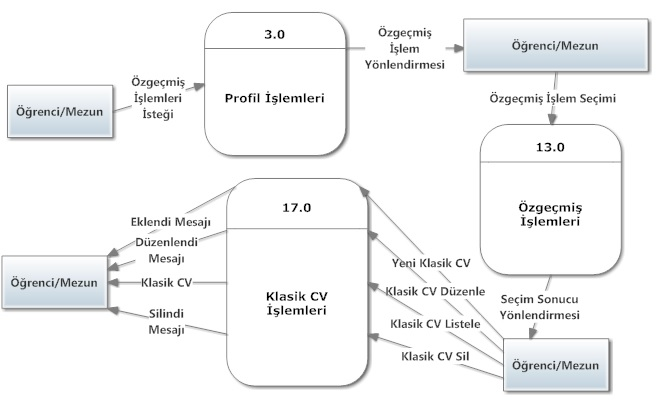 3.0
Profil İşlemleri
Öğrenci/Mezun
Özgeçmiş
İşlemleri
İsteği
Özgeçmiş
İşlem
Yönlendirmesi
Öğrenci/Mezun
Özgeçmiş İşlem Seçimi
13.0
Özgeçmiş
İşlemleri
Seçim Sonucu
Yönlendirmesi
Öğrenci/Mezun
Yeni Klasik CV
Klasik CV Düzenle
Klasik CV Listele
Klasik CV Sil
17.0
Klasik CV
İşlemleri
Eklendi Mesajı
Düzenlendi
Mesajı
Klasik CV
Silindi
Mesajı
Öğrenci/Mezun